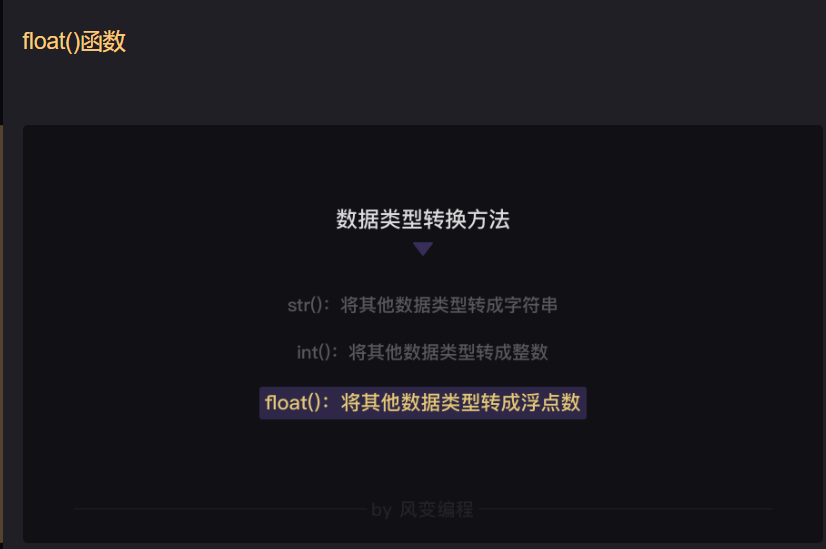 float()函数
数据类型转换方法
str()：将其他数据类型转成字符串
int()：将其他数据类型转成整数
float()：将其他数据类型转成浮点数
by 风变编程